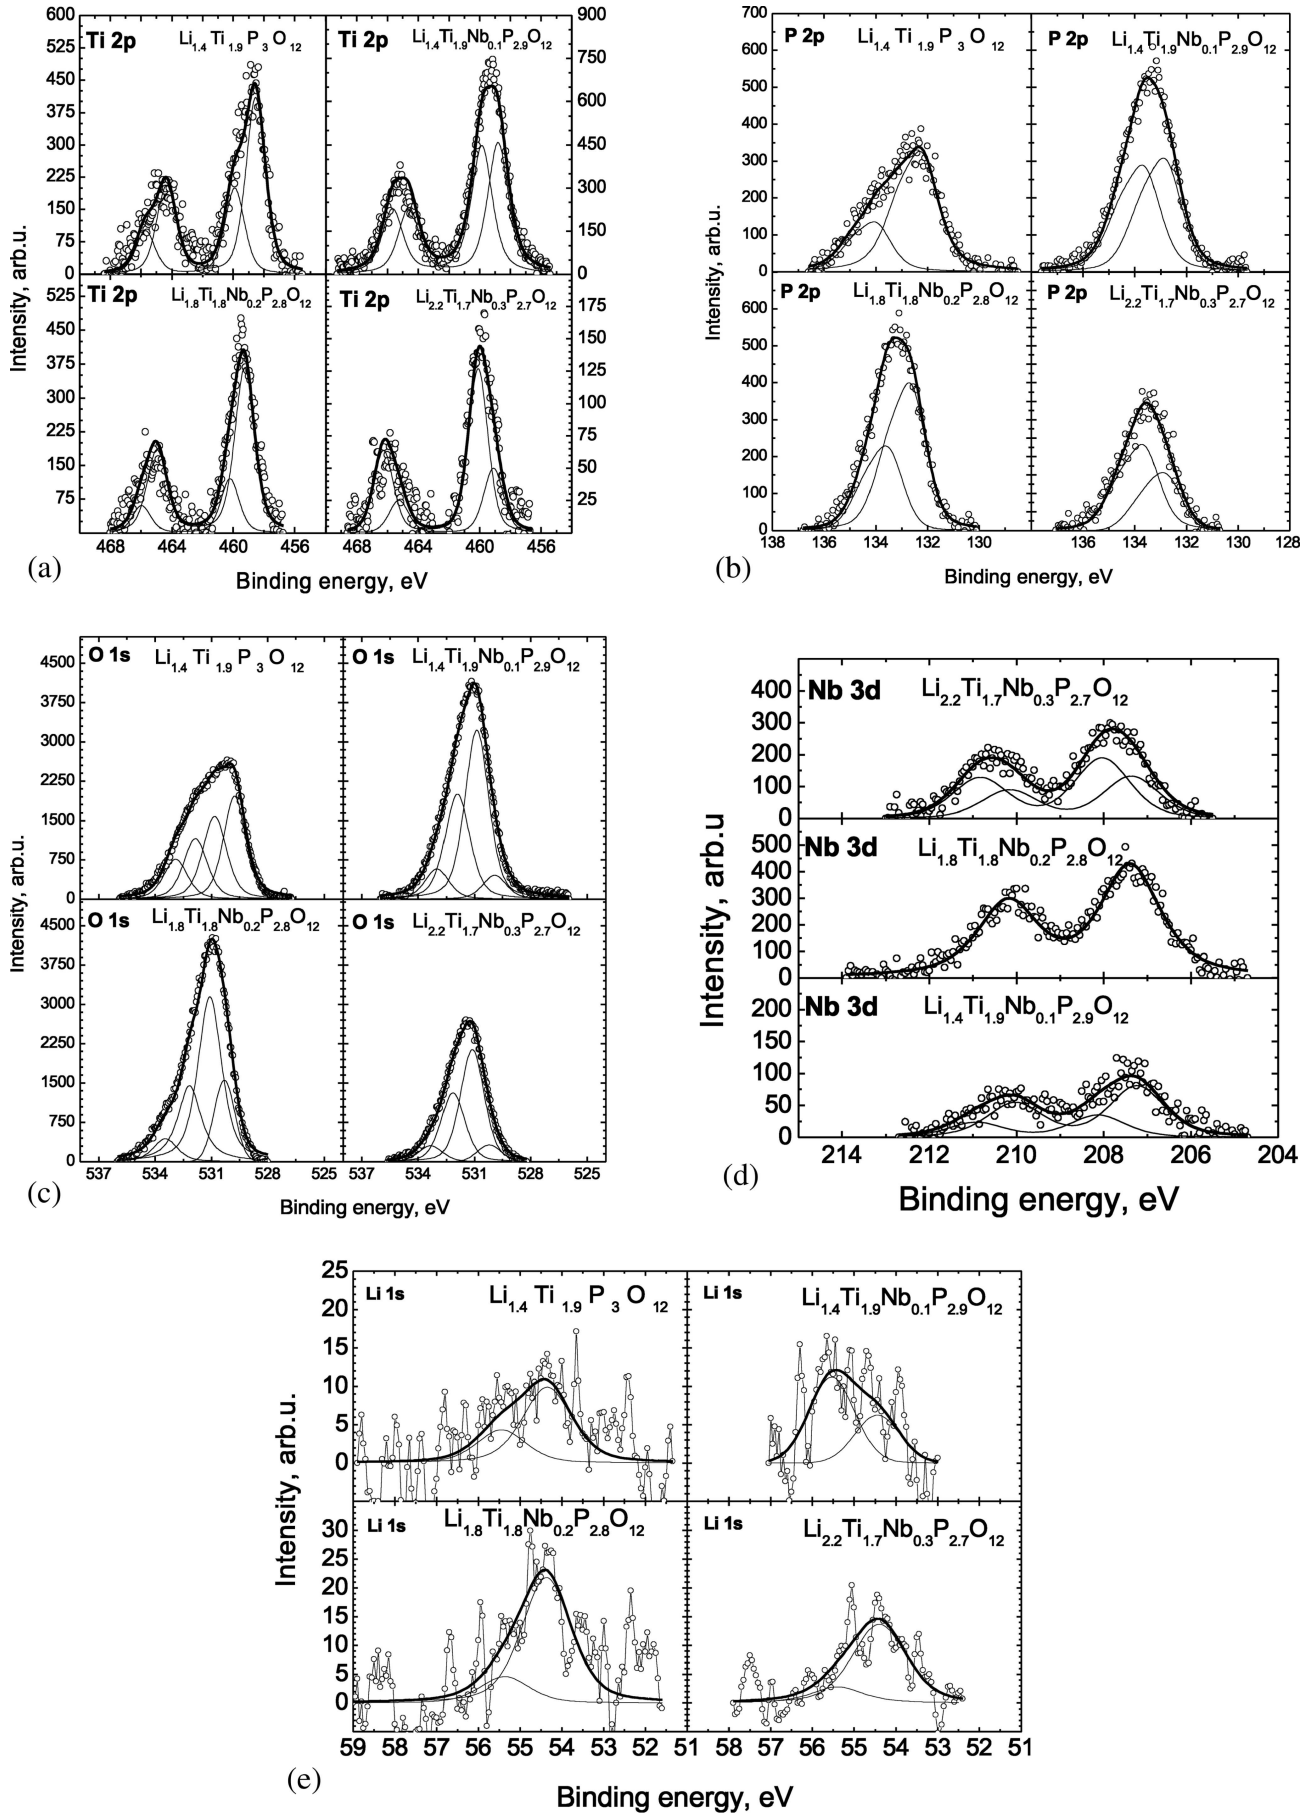 Ti 2p Li1.4 Ti 1.9 P 3 O 12
Ti 2p Li1.4Ti1.9Nb0.1P2.9O12
600
525
450
375
300
225
150
75
0
900
750
600
450
300
150
0
Ti 2p Li1.8Ti1.8Nb0.2P2.8O12
Ti 2p Li2.2Ti1.7Nb0.3P2.7O12
525
450
375
300
225
150
75
175
150
125
100
75
50
25
Intensity, arb.u.
468 464 460 456 468 464 460 456
(a)
Binding energy, eV
P 2p Li1.4 Ti 1.9 P 3 O 12
P 2p Li1.4Ti1.9Nb0.1P2.9O12
700
600
500
400
300
200
100
0
P 2p Li1.8Ti1.8Nb0.2P2.8O12
P 2p Li2.2Ti1.7Nb0.3P2.7O12
600
500
400
300
200
100
0
Intensity, arb.u.
138 136 134 132 130 136 134 132 130 128
(b)
Binding energy, eV
O 1s Li1.4 Ti 1.9 P 3 O 12
O 1s Li1.4Ti1.9Nb0.1P2.9O12
4500
3750
3000
2250
1500
750
0
O 1s Li1.8Ti1.8Nb0.2P2.8O12
O 1s Li2.2Ti1.7Nb0.3P2.7O12
4500
3750
3000
2250
1500
750
0
Intensity, arb.u.
537 534 531 528 525 537 534 531 528 525
(c)
Binding energy, eV
Nb 3d Li2.2Ti1.7Nb0.3P2.7O12
400
300
200
100
0
Nb 3d Li1.8Ti1.8Nb0.2P2.8O12
500
400
300
200
100
0
Nb 3d Li1.4Ti1.9Nb0.1P2.9O12
200
150
100
50
0
Intensity, arb.u
214 212 210 208 206 204
(d)
Binding energy, eV
Li 1s Li1.4 Ti 1.9 P 3 O 12
Li 1s Li1.4Ti1.9Nb0.1P2.9O12
25
20
15
10
5
0
Li 1s Li1.8Ti1.8Nb0.2P2.8O12
Li 1s Li2.2Ti1.7Nb0.3P2.7O12
30
25
20
15
10
5
0
Intensity, arb.u.
59 58 57 56 55 54 53 52 51 58 57 56 55 54 53 52 51
(e)
Binding energy, eV